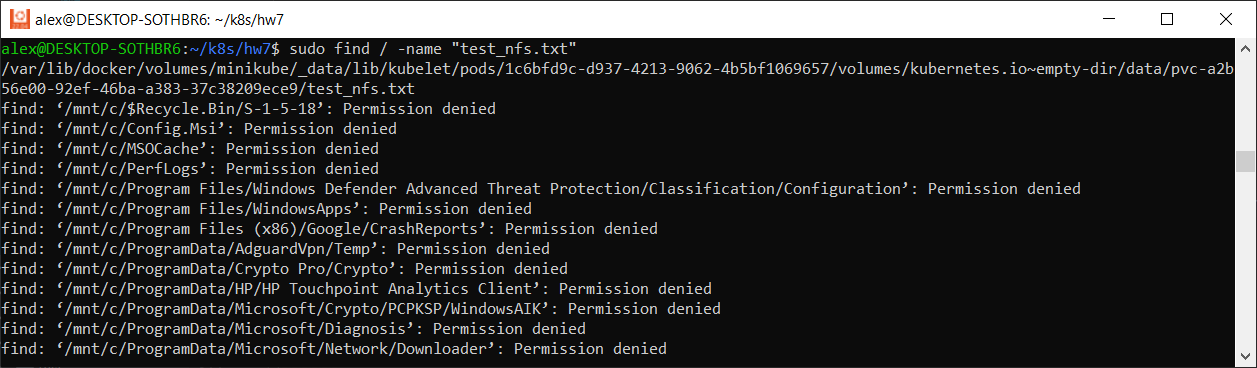 alex@DESKTOP-SOTHBR6: ~/k8s/hw7
alex@DESKTOP-SOTHBR6:~/k8s/hw7$ sudo find / -name "test_nfs.txt"
/var/lib/docker/volumes/minikube/_data/lib/kubelet/pods/1c6bfd9c-d937-4213-9062-4b5bf1069657/volumes/kubernetes.io~empty-dir/data/pvc-a2b
56e00-92ef-46ba-a383-37c38209ece9/test_nfs.txt
find: ‘/mnt/c/$Recycle.Bin/S-1-5-18’: Permission denied
find: ‘/mnt/c/Config.Msi’: Permission denied
find: ‘/mnt/c/MSOCache’: Permission denied
find: ‘/mnt/c/PerfLogs’: Permission denied
find: ‘/mnt/c/Program Files/Windows Defender Advanced Threat Protection/Classification/Configuration’: Permission denied
find: ‘/mnt/c/Program Files/WindowsApps’: Permission denied
find: ‘/mnt/c/Program Files (x86)/Google/CrashReports’: Permission denied
find: ‘/mnt/c/ProgramData/AdguardVpn/Temp’: Permission denied
find: ‘/mnt/c/ProgramData/Crypto Pro/Crypto’: Permission denied
find: ‘/mnt/c/ProgramData/HP/HP Touchpoint Analytics Client’: Permission denied
find: ‘/mnt/c/ProgramData/Microsoft/Crypto/PCPKSP/WindowsAIK’: Permission denied
find: ‘/mnt/c/ProgramData/Microsoft/Diagnosis’: Permission denied
find: ‘/mnt/c/ProgramData/Microsoft/Network/Downloader’: Permission denied